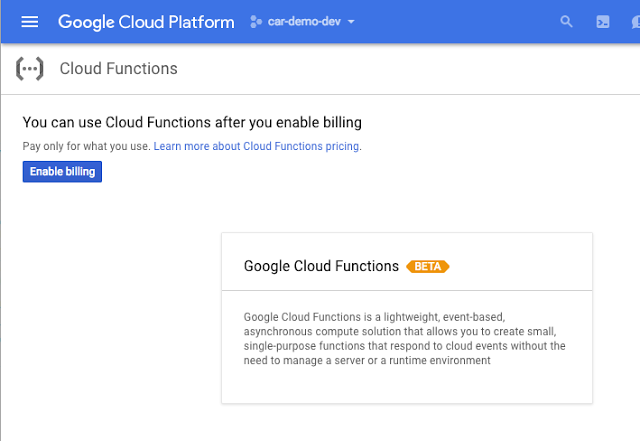 Google Cloud Platform car-demo-dev
Cloud Functions
You can use Cloud Functions after you enable billing
Pay only for what you use. Learn more about Cloud Functions pricing.
Enable billing
Google Cloud Functions BETA
Google Cloud Functions is a lightweight, event-based,
asynchronous compute solution that allows you to create small,
single-purpose functions that respond to cloud events without the
need to manage a server or a runtime environment